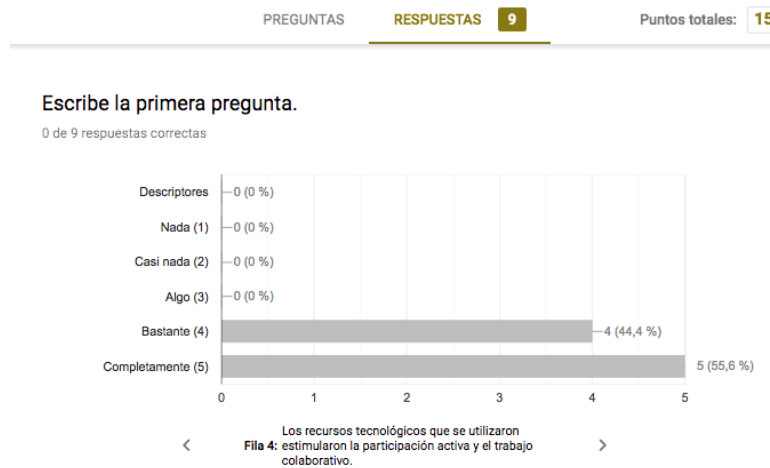 PREGUNTAS RESPUESTAS 9 Puntos totales: 15
Escribe la primera pregunta.
0 de 9 respuestas correctas
Descriptores 0 (0 %)
Nada (1) 0 (0 %)
Casi nada (2) 0 (0 %)
Algo (3) 0 (0 %)
Bastante (4) 4 (44,4 %)
Completamente (5) 5 (55,6 %)
0 1 2 3 4 5
Los recursos tecnológicos que se utilizaron
Fila 4: estimularon la participación activa y el trabajo
colaborativo.